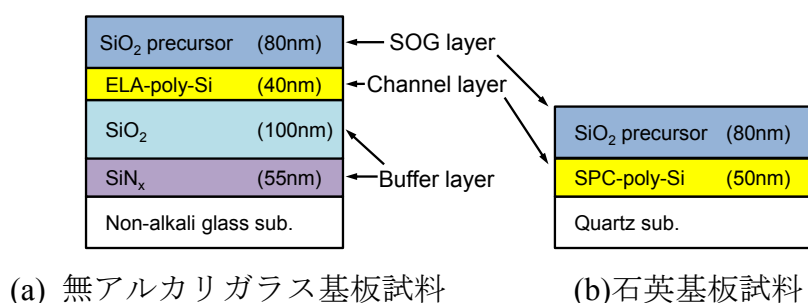 SiO2 precursor (80nm)
ELA-poly-Si (40nm)
SiO2 (100nm)
SiNx (55nm)
Non-alkali glass sub.
SOG layer
Channel layer
Buffer layer
SiO2 precursor (80nm)
SPC-poly-Si (50nm)
Quartz sub.
(a) 無アルカリガラス基板試料
(b)石英基板試料